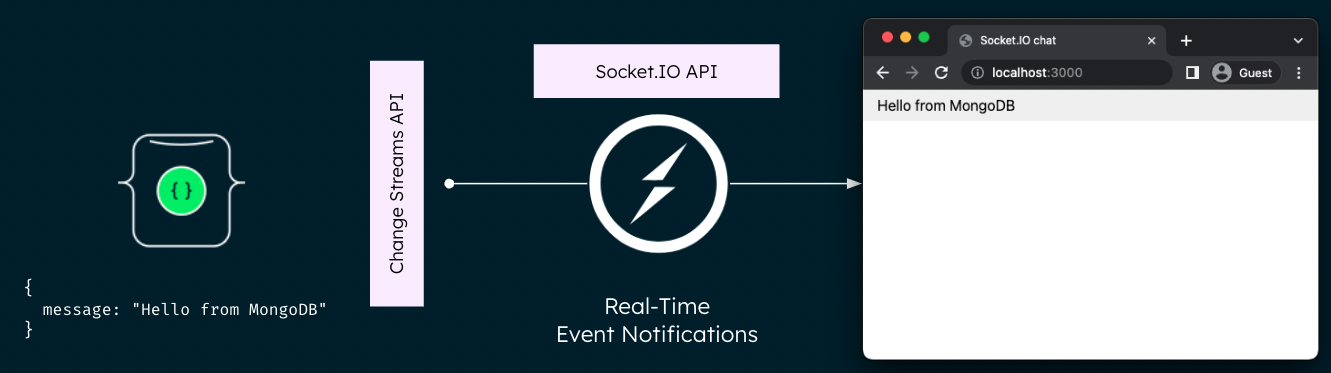 { }
{
message: "Hello from MongoDB"
}
Change Streams API
Socket.IO API
Real-Time
Event Notifications
Socket.IO chat
localhost:3000
Guest
Hello from MongoDB